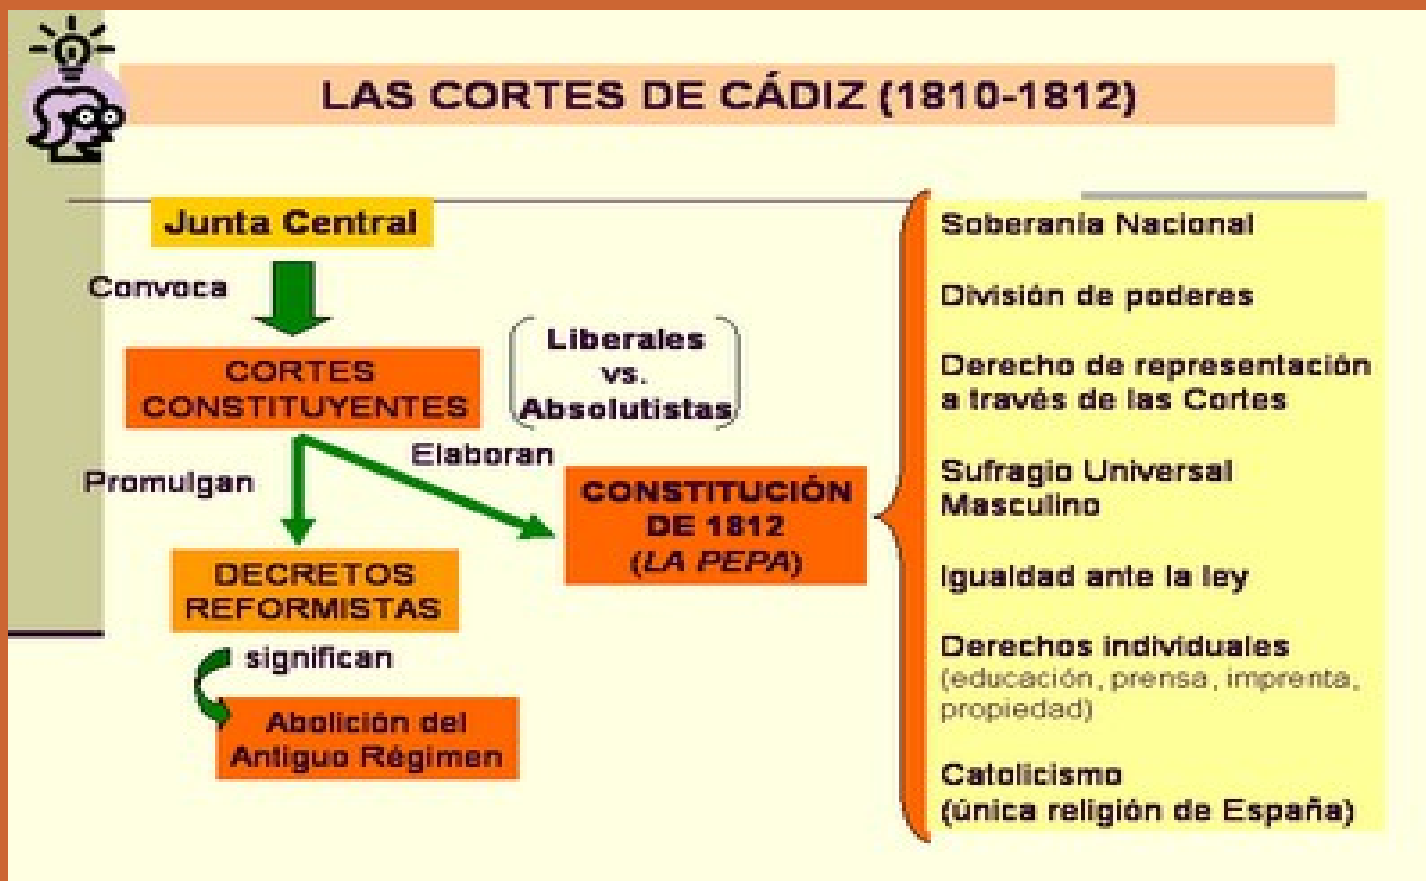 LAS CORTES DE CÁDIZ (1810-1812)
Junta Central
Convoca
CORTES
CONSTITUYENTES
Liberales
vs.
Absolutistas
Promulgan
Elaboran
DECRETOS
REFORMISTAS
significan
Abolición del
Antiguo Régimen
CONSTITUCIÓN
DE 1812
(LA PEPA)
Soberanía Nacional
División de poderes
Derecho de representación
a través de las Cortes
Sufragio Universal
Masculino
Igualdad ante la ley
Derechos individuales
(educación, prensa, imprenta,
propiedad)
Catolicismo
(única religión de España)